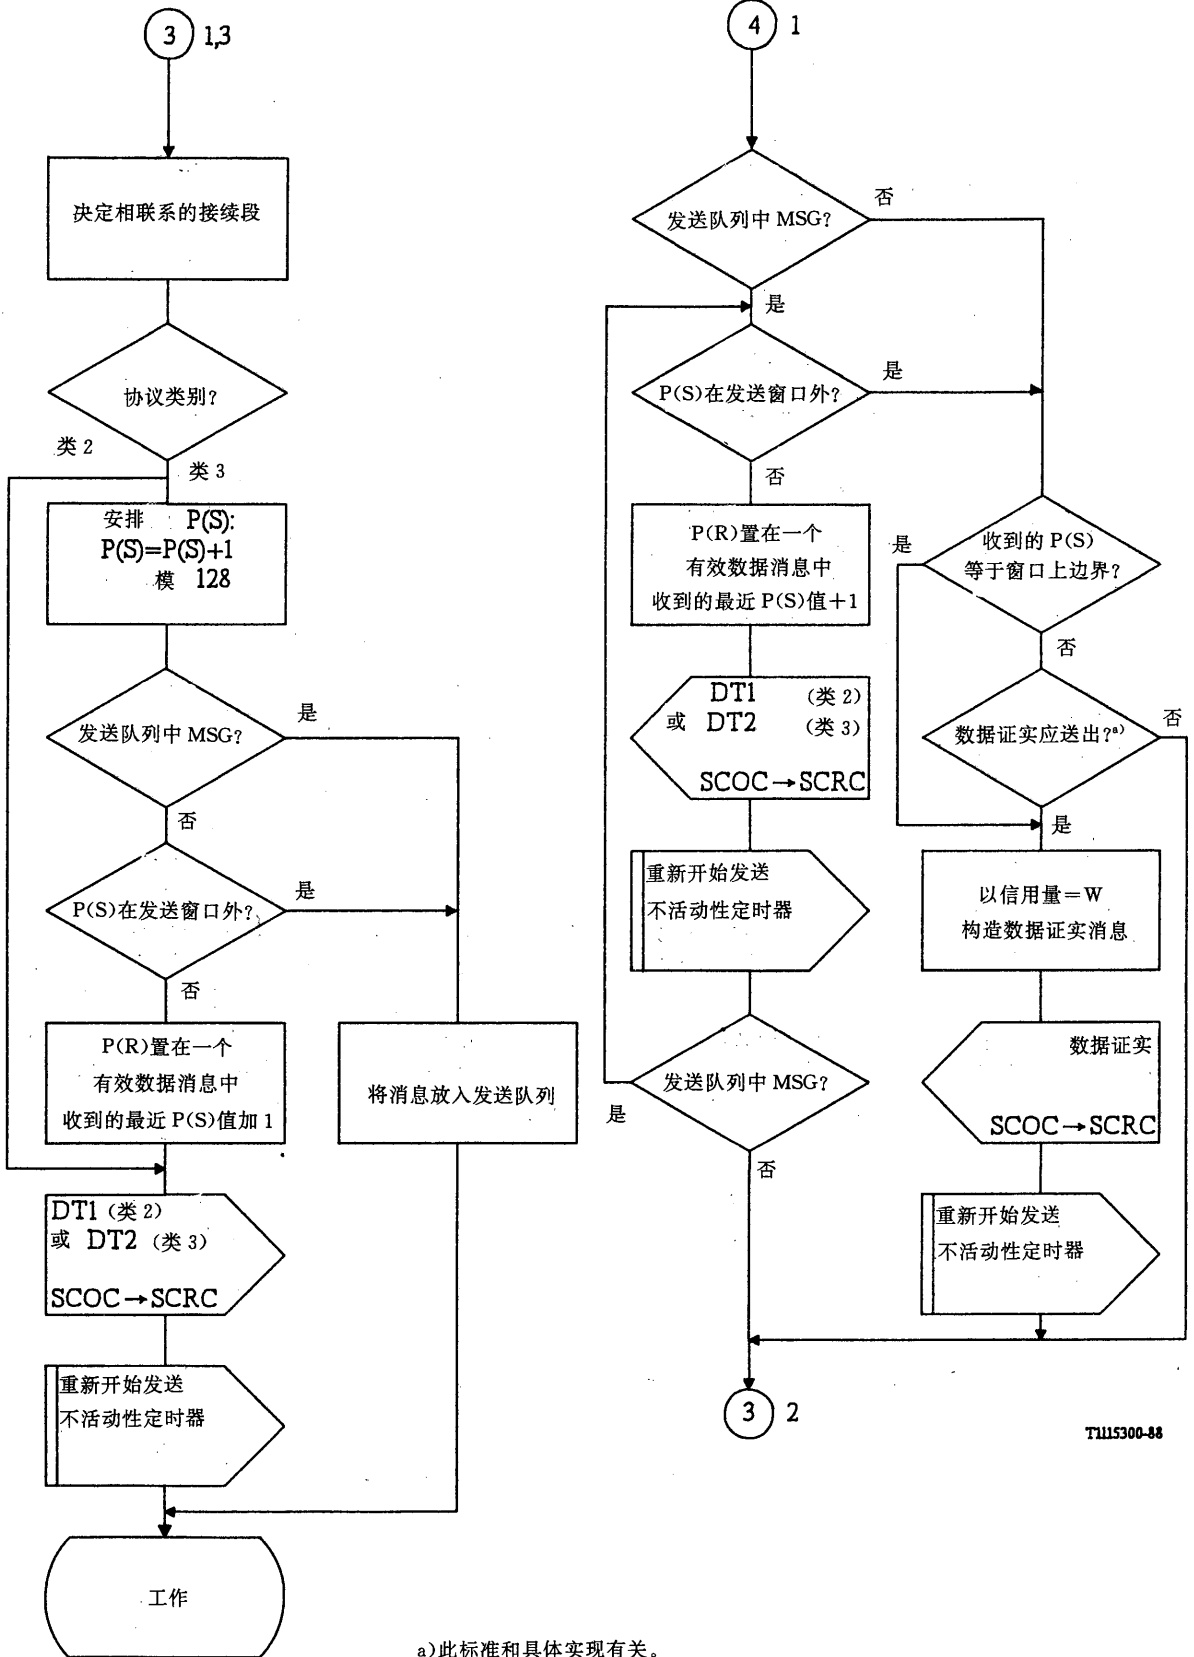 3 1,3
决定相联系的接续段
协议类别?
类 2
类 3
安排 P(S):
P(S)=P(S)+1
模 128
发送队列中 MSG?
是
否
P(S)在发送窗口外?
是
否
P(R)置在一个
有效数据消息中
收到的最近 P(S)值加 1
将消息放入发送队列
DT1 (类 2)
或 DT2 (类 3)
SCOC→SCRC
重新开始发送
不活动性定时器
工作
4 1
发送队列中 MSG?
否
是
P(S)在发送窗口外?
是
否
P(R)置在一个
有效数据消息中
收到的最近 P(S)值+1
DT1 (类 2)
或 DT2 (类 3)
SCOC→SCRC
重新开始发送
不活动性定时器
发送队列中 MSG?
是
否
收到的 P(S)
等于窗口上边界?
是
否
数据证实应送出?a)
否
是
以信用量=W
构造数据证实消息
数据证实
SCOC→SCRC
重新开始发送
不活动性定时器
3 2
T1115300-88
a)此标准和具体实现有关。